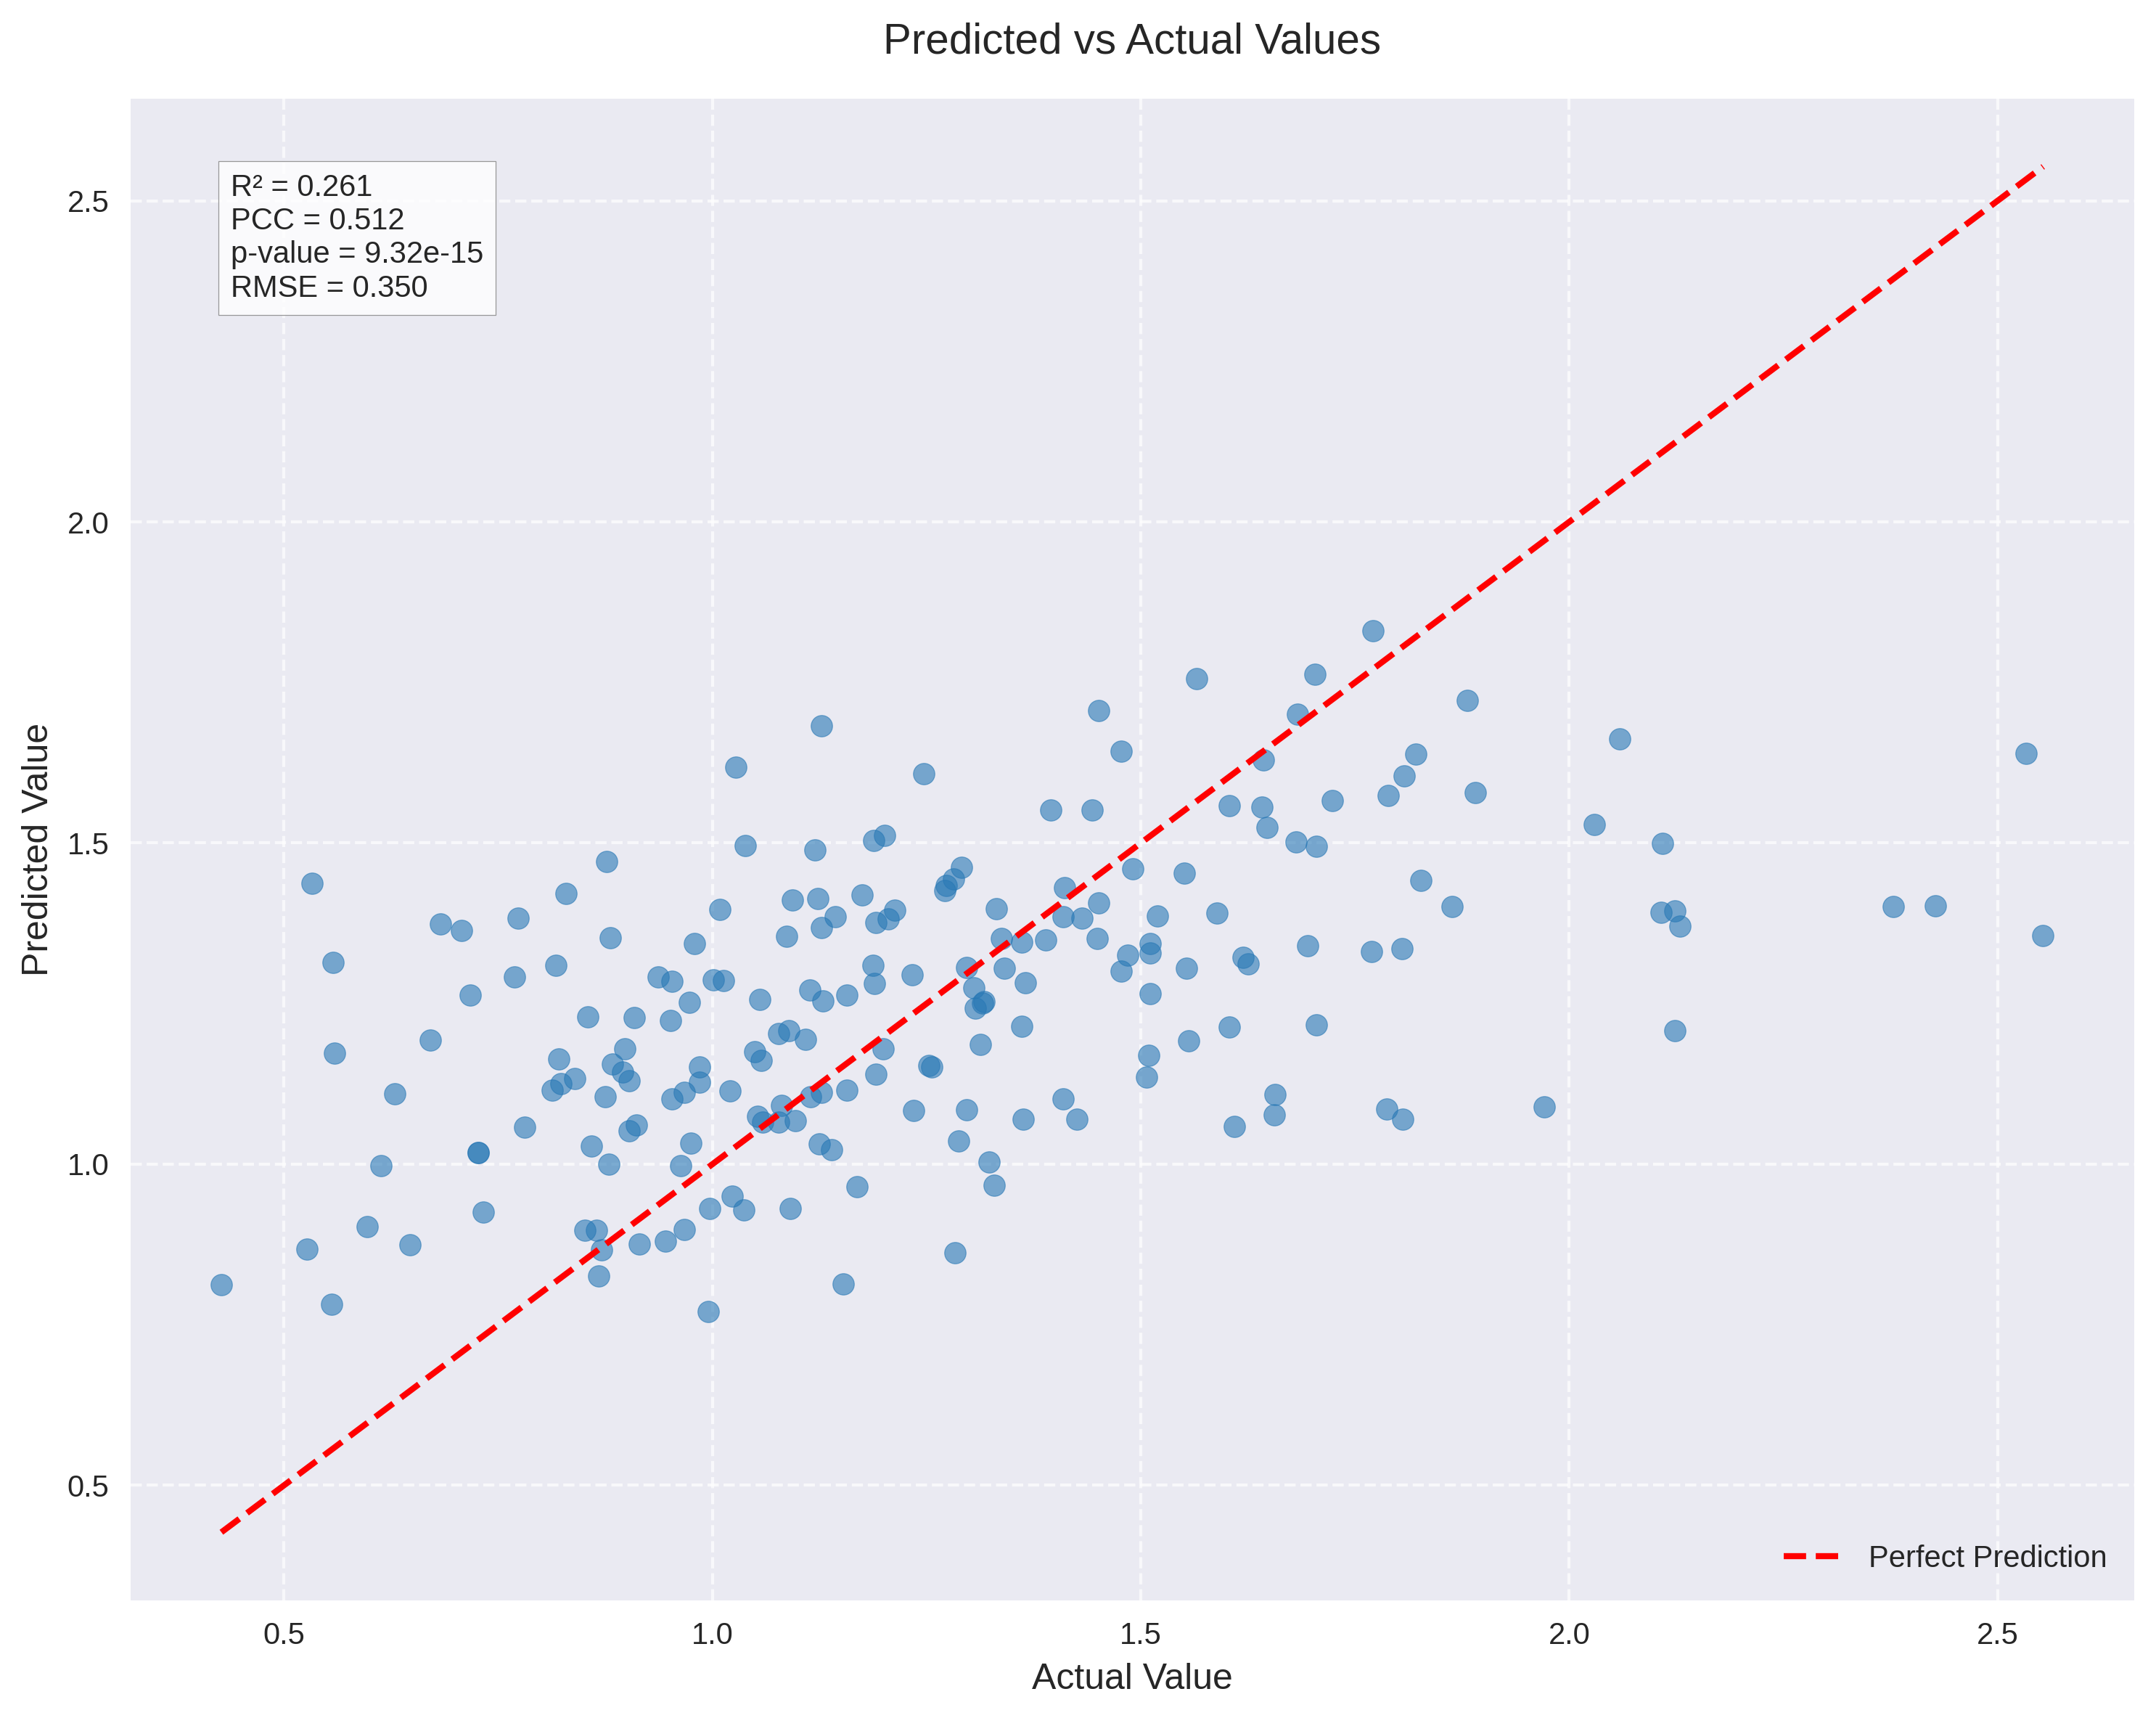 Predicted vs Actual Values
R² = 0.261
PCC = 0.512
p-value = 9.32e-15
RMSE = 0.350
2.5
2.0
1.5
1.0
0.5
Predicted Value
Perfect Prediction
0.5 1.0 1.5 2.0 2.5
Actual Value